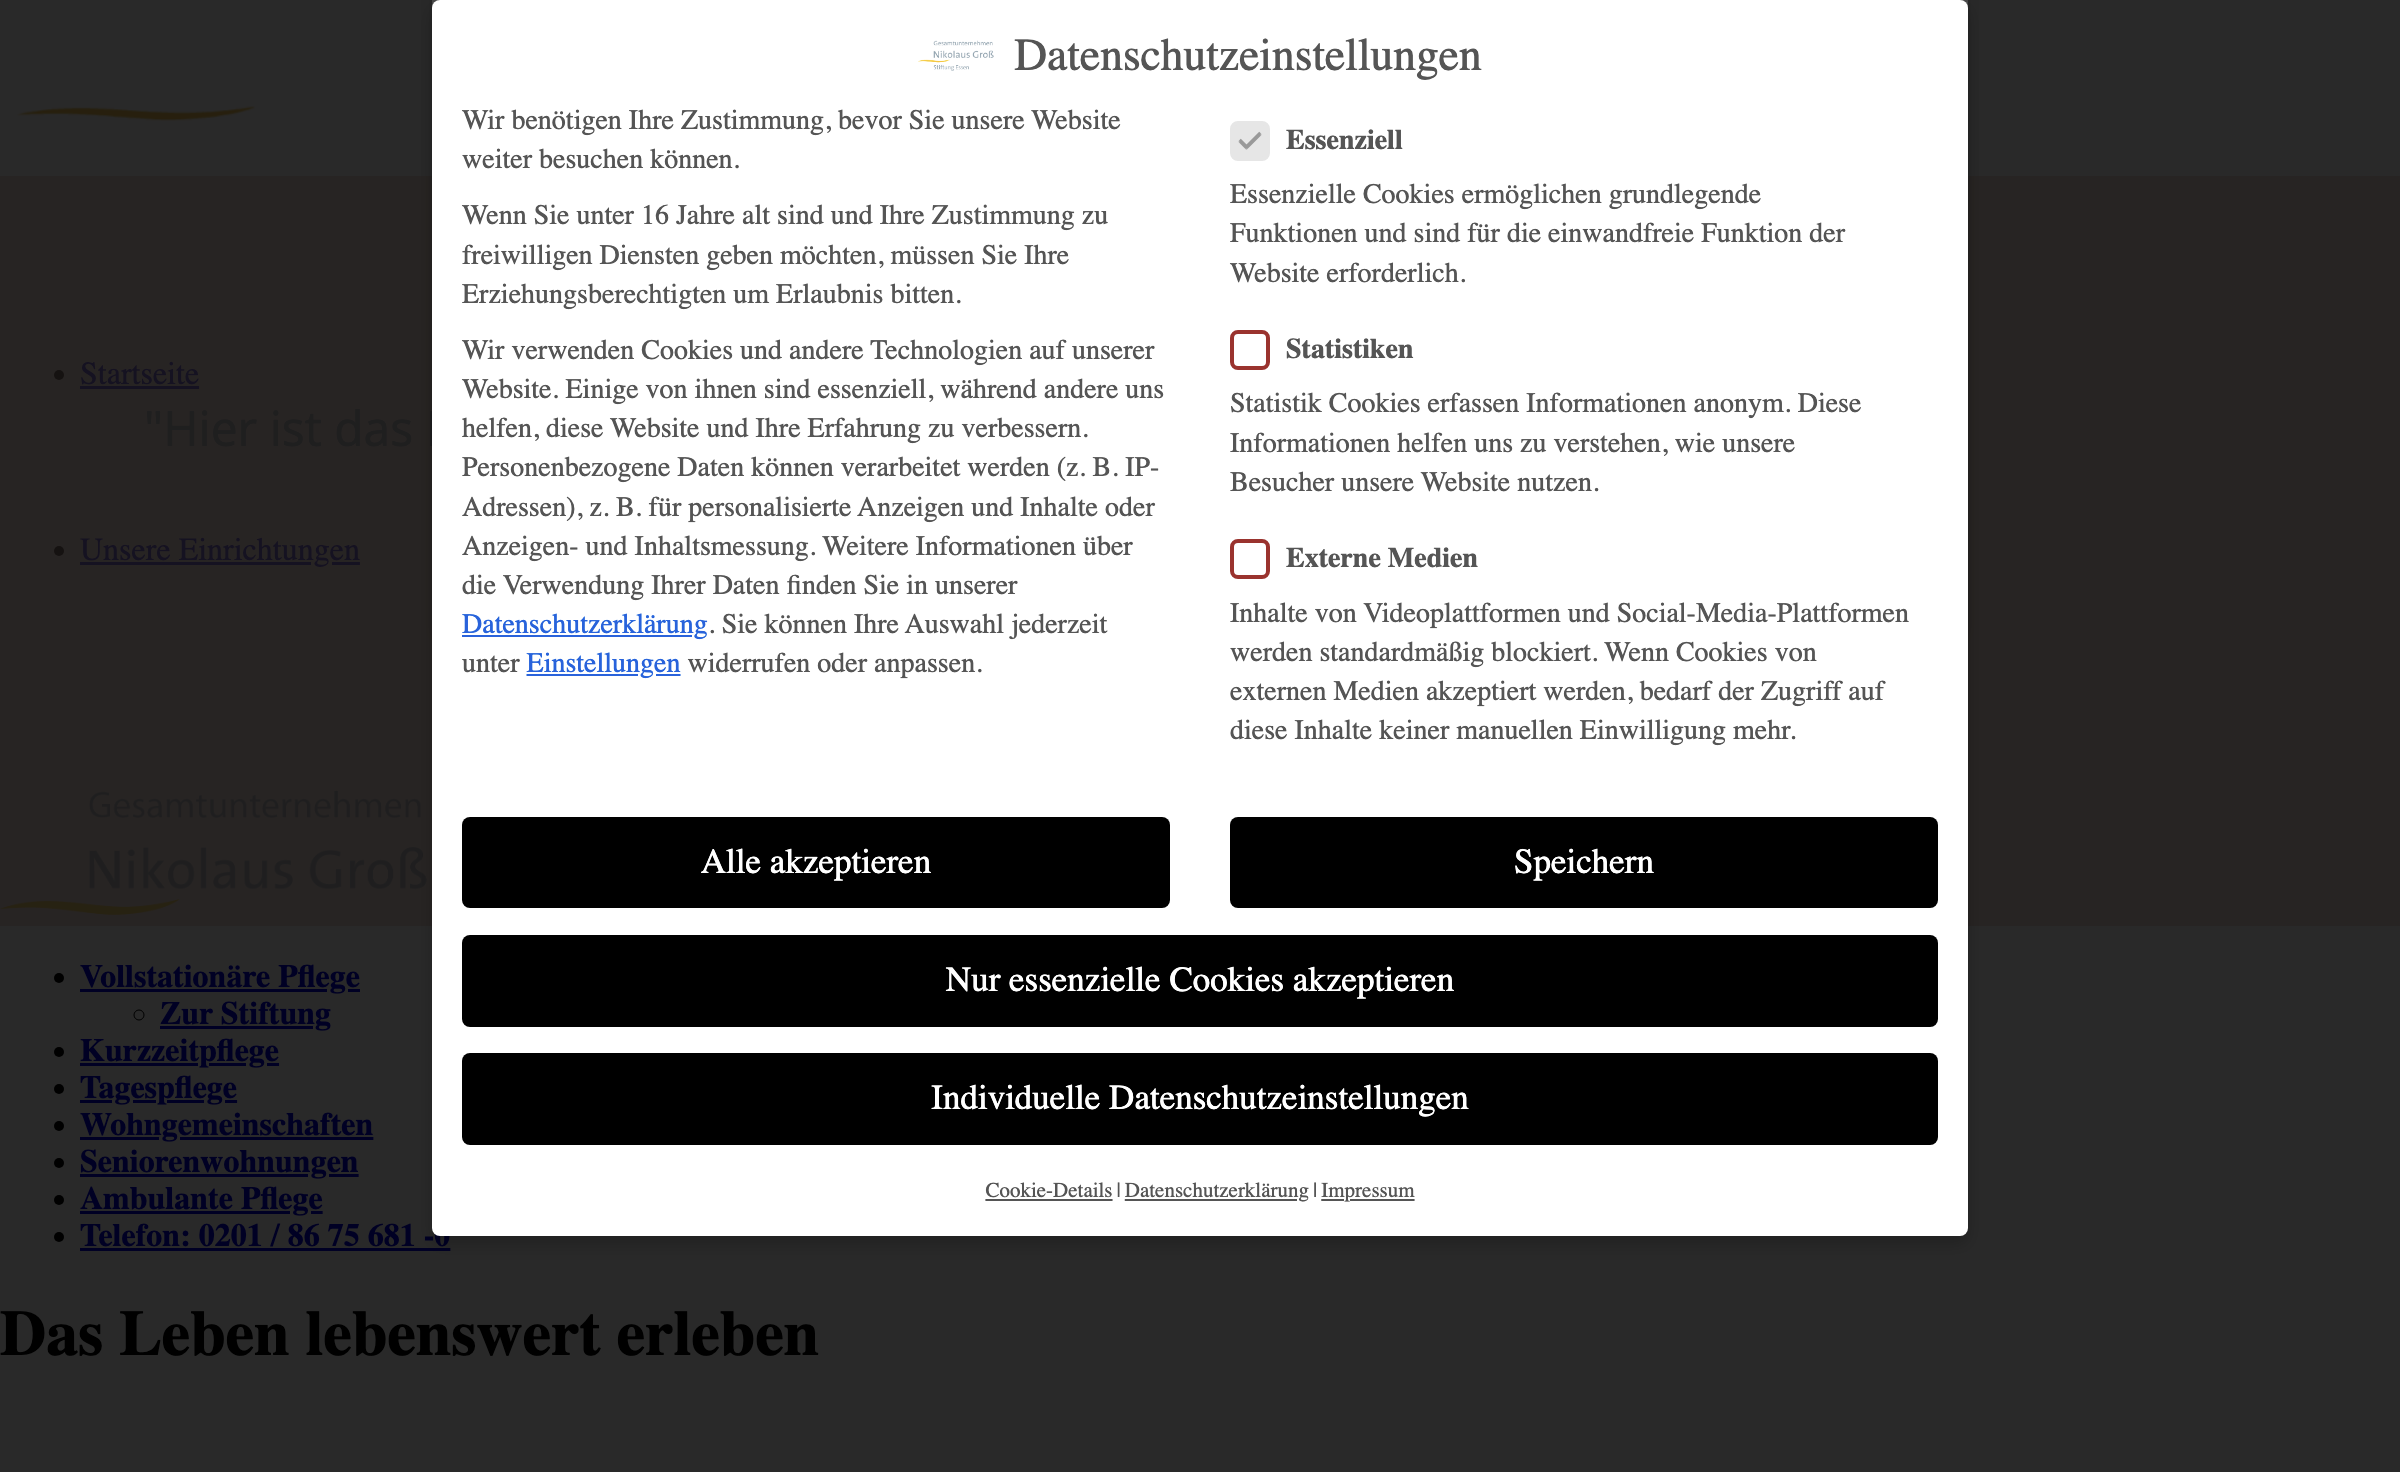 Gesamtunternehmen
Nikolaus Groß
Stiftung Essen
Datenschutzeinstellungen
Wir benötigen Ihre Zustimmung, bevor Sie unsere Website
weiter besuchen können.
Wenn Sie unter 16 Jahre alt sind und Ihre Zustimmung zu
freiwilligen Diensten geben möchten, müssen Sie Ihre
Erziehungsberechtigten um Erlaubnis bitten.
Wir verwenden Cookies und andere Technologien auf unserer
Website. Einige von ihnen sind essenziell, während andere uns
helfen, diese Website und Ihre Erfahrung zu verbessern.
Personenbezogene Daten können verarbeitet werden (z. B. IP-
Adressen), z. B. für personalisierte Anzeigen und Inhalte oder
Anzeigen- und Inhaltsmessung. Weitere Informationen über
die Verwendung Ihrer Daten finden Sie in unserer
Datenschutzerklärung. Sie können Ihre Auswahl jederzeit
unter Einstellungen widerrufen oder anpassen.
Essenziell
Essenzielle Cookies ermöglichen grundlegende
Funktionen und sind für die einwandfreie Funktion der
Website erforderlich.
Statistiken
Statistik Cookies erfassen Informationen anonym. Diese
Informationen helfen uns zu verstehen, wie unsere
Besucher unsere Website nutzen.
Externe Medien
Inhalte von Videoplattformen und Social-Media-Plattformen
werden standardmäßig blockiert. Wenn Cookies von
externen Medien akzeptiert werden, bedarf der Zugriff auf
diese Inhalte keiner manuellen Einwilligung mehr.
Alle akzeptieren
Speichern
Nur essenzielle Cookies akzeptieren
Individuelle Datenschutzeinstellungen
Cookie-Details | Datenschutzerklärung | Impressum
Startseite
"Hier ist das
Unsere Einrichtungen
Gesamtunternehmen
Nikolaus Groß
Vollstationäre Pflege
Zur Stiftung
Kurzzeitpflege
Tagespflege
Wohngemeinschaften
Seniorenwohnungen
Ambulante Pflege
Telefon: 0201 / 86 75 681 -0
Das Leben lebenswert erleben